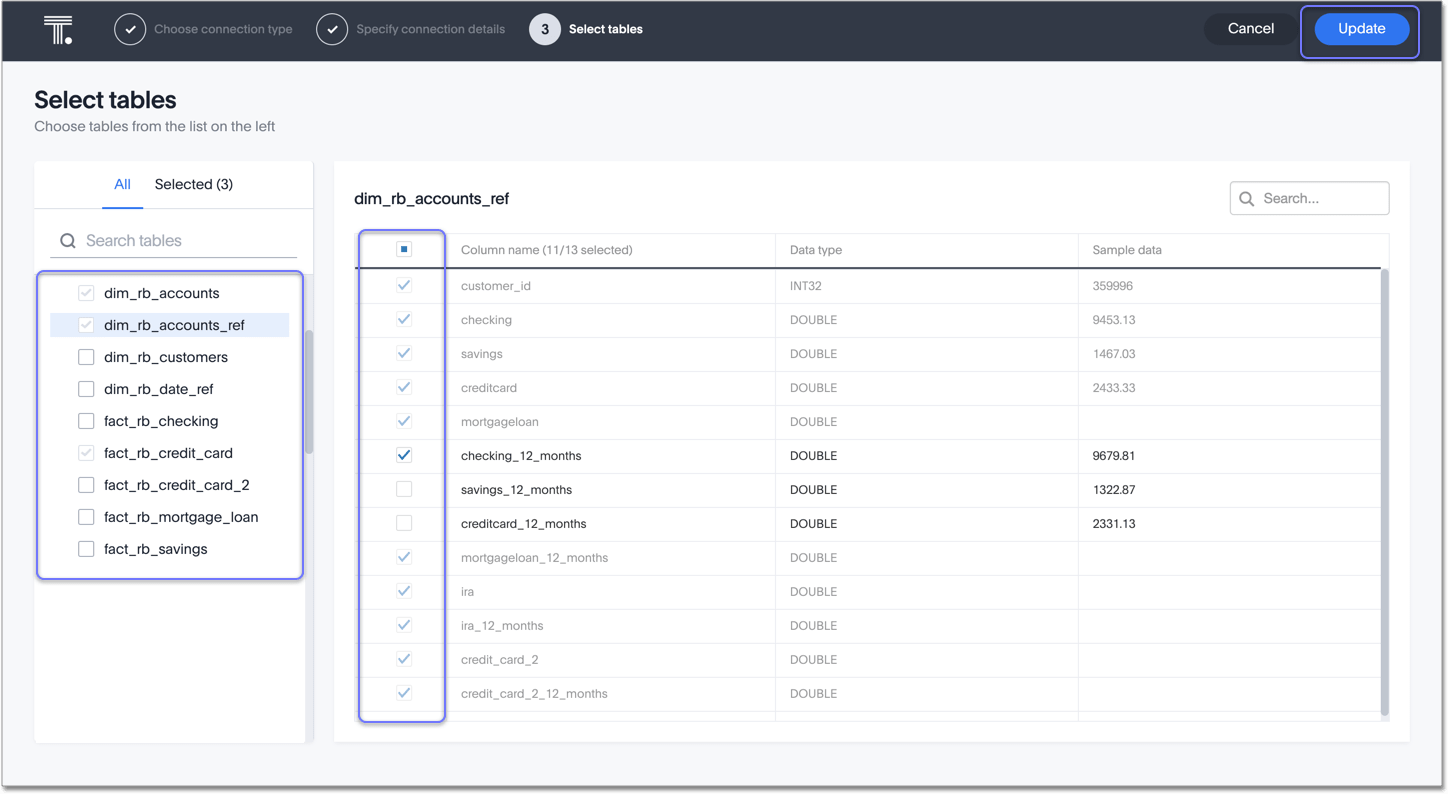 T.
Choose connection type
Specify connection details
3 Select tables
Cancel
Update
Select tables
Choose tables from the list on the left
All Selected (3)
Search tables
dim_rb_accounts
dim_rb_accounts_ref
dim_rb_customers
dim_rb_date_ref
fact_rb_checking
fact_rb_credit_card
fact_rb_credit_card_2
fact_rb_mortgage_loan
fact_rb_savings
dim_rb_accounts_ref
Search...
Column name (11/13 selected) Data type Sample data
customer_id INT32 359996
checking DOUBLE 9453.13
savings DOUBLE 1467.03
creditcard DOUBLE 2433.33
mortgageloan DOUBLE
checking_12_months DOUBLE 9679.81
savings_12_months DOUBLE 1322.87
creditcard_12_months DOUBLE 2331.13
mortgageloan_12_months DOUBLE
ira DOUBLE
ira_12_months DOUBLE
credit_card_2 DOUBLE
credit_card_2_12_months DOUBLE